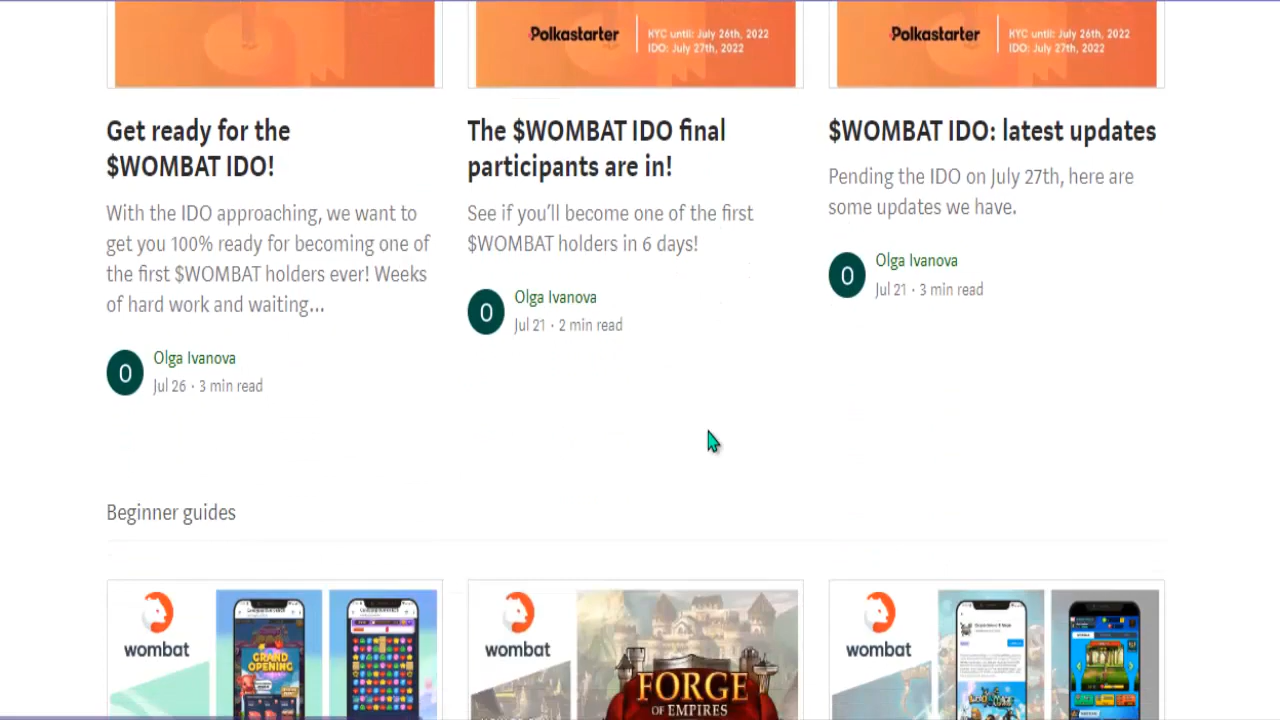 Polkastarter
KYC until: July 26th, 2022
IDO: July 27th, 2022
Polkastarter
KYC until: July 26th, 2022
IDO: July 27th, 2022
Get ready for the
$WOMBAT IDO!
With the IDO approaching, we want to
get you 100% ready for becoming one of
the first $WOMBAT holders ever! Weeks
of hard work and waiting...
O
Olga Ivanova
Jul 26 · 3 min read
The $WOMBAT IDO final
participants are in!
See if you'll become one of the first
$WOMBAT holders in 6 days!
O
Olga Ivanova
Jul 21 · 2 min read
$WOMBAT IDO: latest updates
Pending the IDO on July 27th, here are
some updates we have.
O
Olga Ivanova
Jul 21 · 3 min read
Beginner guides
wombat
GRAND
OPENING
wombat
FORGE
OF EMPIRES
wombat